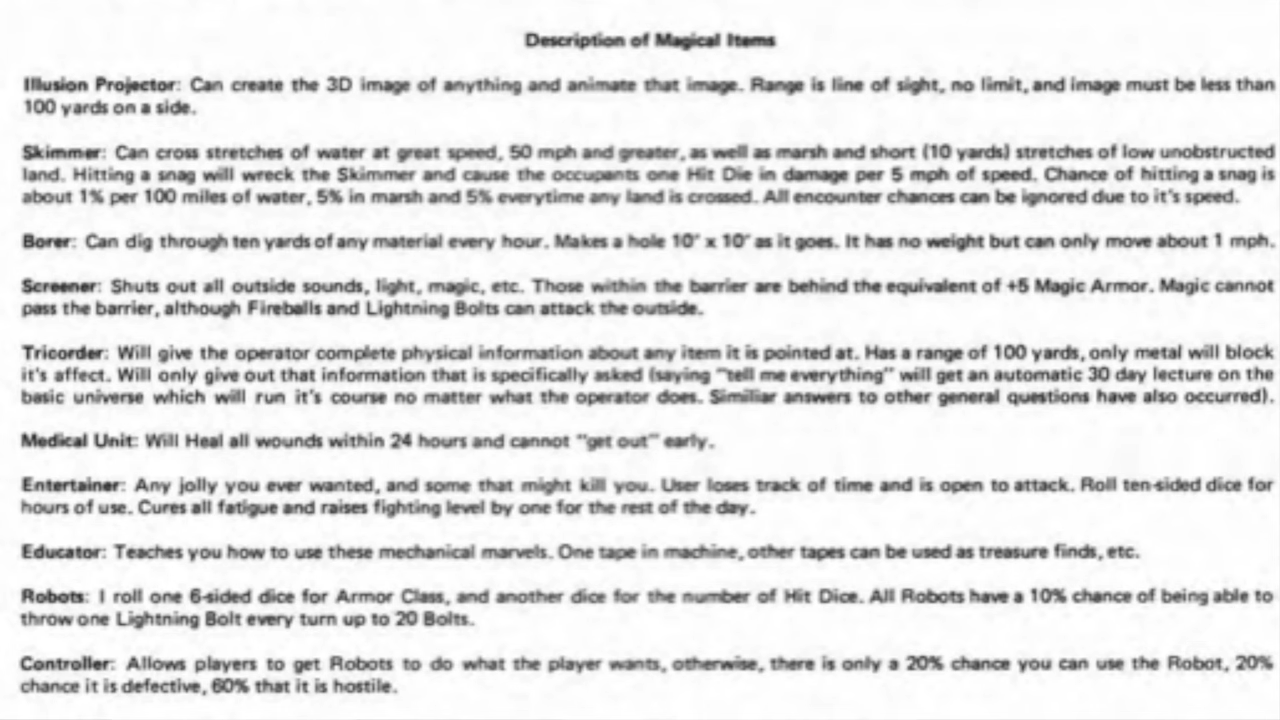 Description of Magical Items
Illusion Projector: Can create the 3D image of anything and animate that image. Range is line of sight, no limit, and image must be less than
100 yards on a side.
Skimmer: Can cross stretches of water at great speed, 50 mph and greater, as well as marsh and short (10 yards) stretches of low unobstructed
land. Hitting a snag will wreck the Skimmer and cause the occupants one Hit Die in damage per 5 mph of speed. Chance of hitting a snag is
about 1% per 100 miles of water, 5% in marsh and 5% everytime any land is crossed. All encounter chances can be ignored due to it's speed.
Borer: Can dig through ten yards of any material every hour. Makes a hole 10" x 10" as it goes. It has no weight but can only move about 1 mph.
Screener: Shuts out all outside sounds, light, magic, etc. Those within the barrier are behind the equivalent of +5 Magic Armor. Magic cannot
pass the barrier, although Fireballs and Lightning Bolts can attack the outside.
Tricorder: Will give the operator complete physical information about any item it is pointed at. Has a range of 100 yards, only metal will block
it's affect. Will only give out that information that is specifically asked (saying "tell me everything" will get an automatic 30 day lecture on the
basic universe which will run it's course no matter what the operator does. Similiar answers to other general questions have also occurred).
Medical Unit: Will Heal all wounds within 24 hours and cannot "get out" early.
Entertainer: Any jolly you ever wanted, and some that might kill you. User loses track of time and is open to attack. Roll ten-sided dice for
hours of use. Cures all fatigue and raises fighting level by one for the rest of the day.
Educator: Teaches you how to use these mechanical marvels. One tape in machine, other tapes can be used as treasure finds, etc.
Robots: I roll one 6-sided dice for Armor Class, and another dice for the number of Hit Dice. All Robots have a 10% chance of being able to
throw one Lightning Bolt every turn up to 20 Bolts.
Controller: Allows players to get Robots to do what the player wants, otherwise, there is only a 20% chance you can use the Robot, 20%
chance it is defective, 60% that it is hostile.